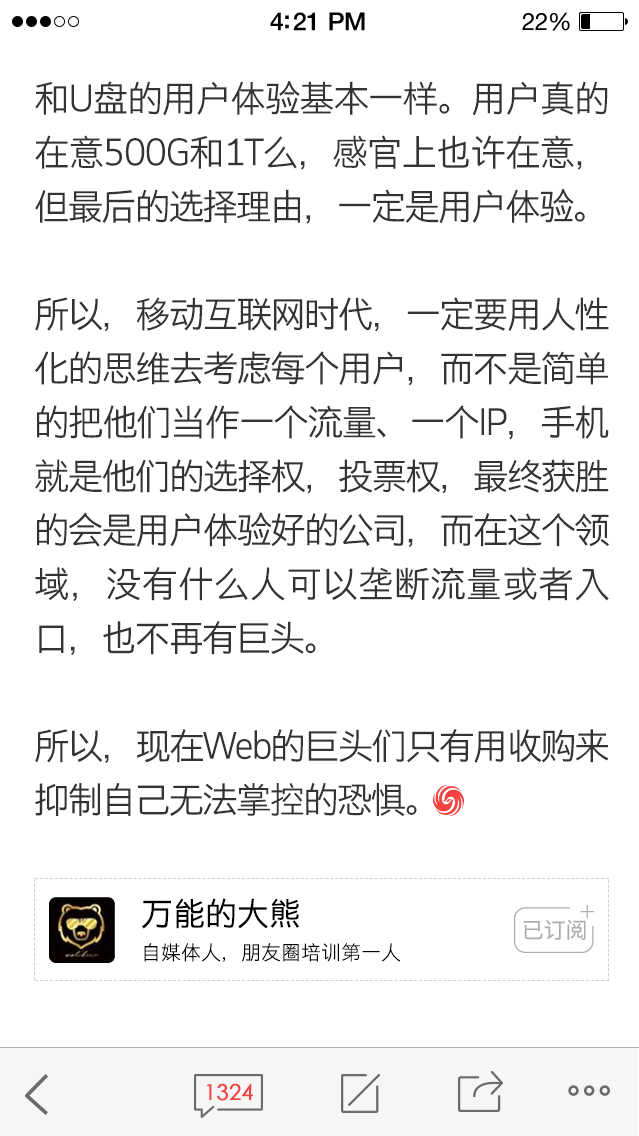 4:21 PM
22%
和U盘的用户体验基本一样。用户真的
在意500G和1T么，感官上也许在意，
但最后的选择理由，一定是用户体验。
所以，移动互联网时代，一定要用人性
化的思维去考虑每个用户，而不是简单
的把他们当作一个流量、一个IP，手机
就是他们的选择权，投票权，最终获胜
的会是用户体验好的公司，而在这个领
域，没有什么人可以垄断流量或者入
口，也不再有巨头。
所以，现在Web的巨头们只有用收购来
抑制自己无法掌控的恐惧。
万能的大熊
已订阅
自媒体人，朋友圈培训第一人
1324